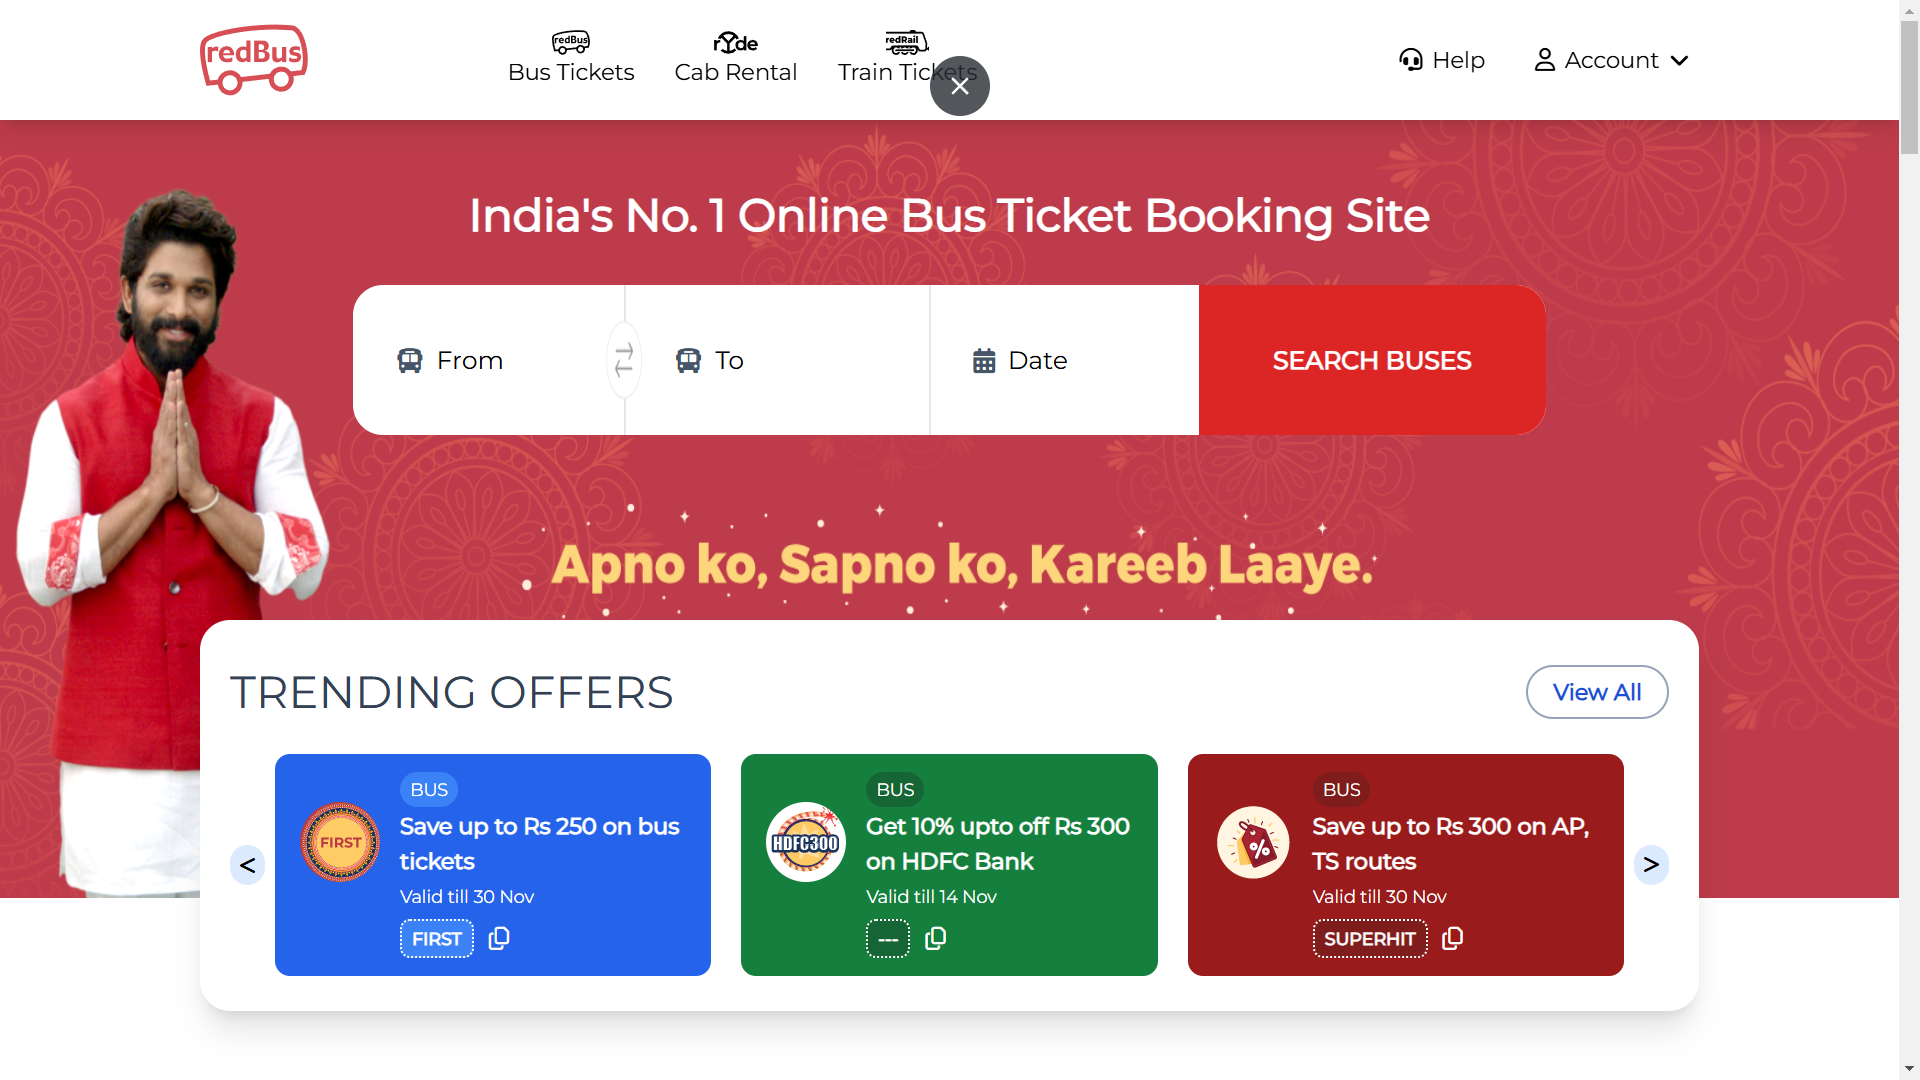 redBus
redBus
Bus Tickets
rYde
Cab Rental
redRail
Train Tickets
Help
Account
India's No. 1 Online Bus Ticket Booking Site
From
To
Date
SEARCH BUSES
Apno ko, Sapno ko, Kareeb Laaye.
TRENDING OFFERS
View All
<
FIRST
BUS
Save up to Rs 250 on bus
tickets
Valid till 30 Nov
FIRST
HDFC300
BUS
Get 10% upto off Rs 300
on HDFC Bank
Valid till 14 Nov
---
%
BUS
Save up to Rs 300 on AP,
TS routes
Valid till 30 Nov
SUPERHIT
>